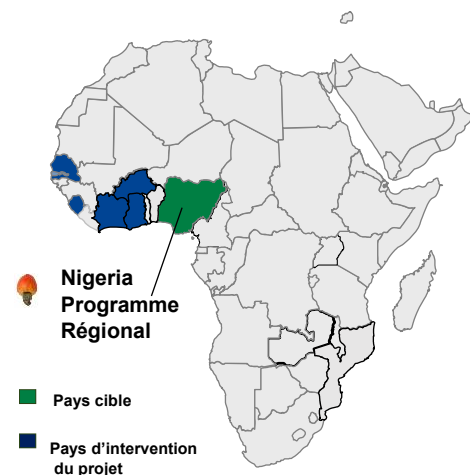 Nigeria
Programme
Régional
Pays cible
Pays d'intervention
du projet